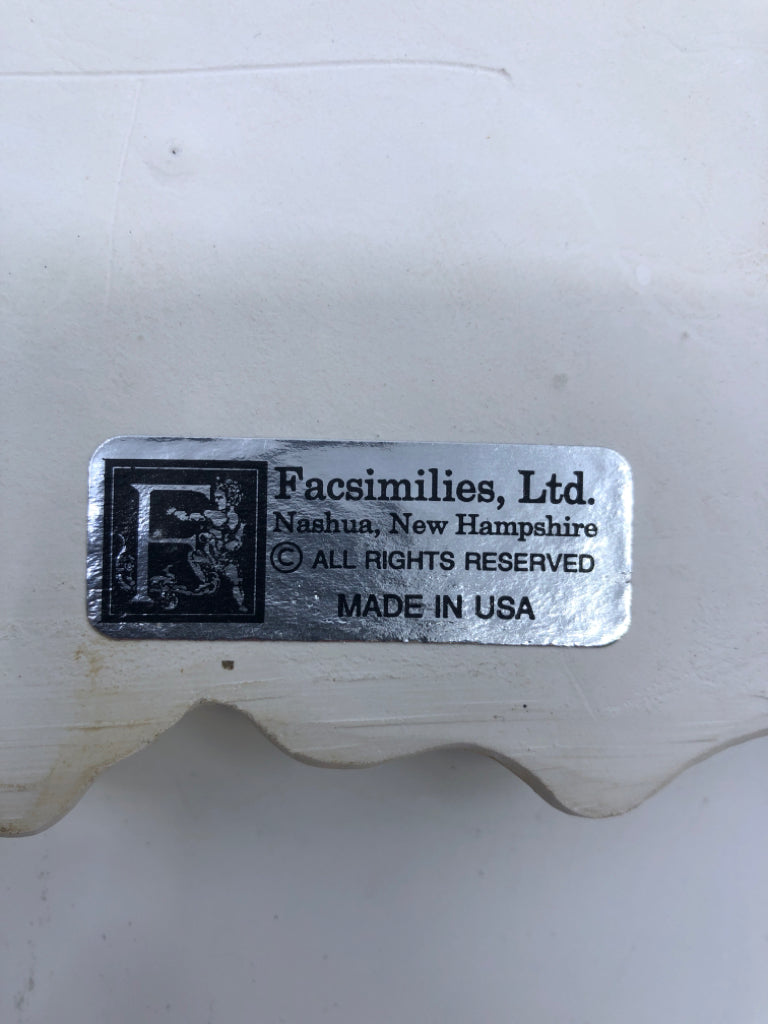 F
Facsimilies, Ltd.
Nashua, New Hampshire
© ALL RIGHTS RESERVED
MADE IN USA